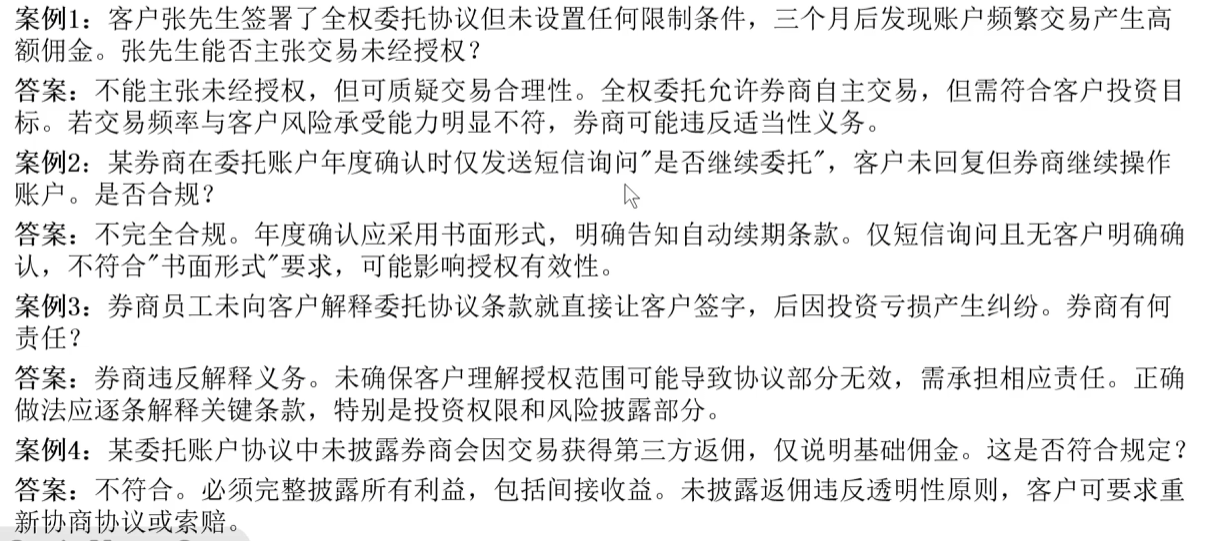 案例1：客户张先生签署了全权委托协议但未设置任何限制条件，三个月后发现账户频繁交易产生高
额佣金。张先生能否主张交易未经授权？
答案：不能主张未经授权，但可质疑交易合理性。全权委托允许券商自主交易，但需符合客户投资目
标。若交易频率与客户风险承受能力明显不符，券商可能违反适当性义务。
案例2：某券商在委托账户年度确认时仅发送短信询问"是否继续委托"，客户未回复但券商继续操作
账户。是否合规？
答案：不完全合规。年度确认应采用书面形式，明确告知自动续期条款。仅短信询问且无客户明确确
认，不符合"书面形式"要求，可能影响授权有效性。
案例3：券商员工未向客户解释委托协议条款就直接让客户签字，后因投资亏损产生纠纷。券商有何
责任？
答案：券商违反解释义务。未确保客户理解授权范围可能导致协议部分无效，需承担相应责任。正确
做法应逐条解释关键条款，特别是投资权限和风险披露部分。
案例4：某委托账户协议中未披露券商会因交易获得第三方返佣，仅说明基础佣金。这是否符合规定？
答案：不符合。必须完整披露所有利益，包括间接收益。未披露返佣违反透明性原则，客户可要求重
新协商协议或索赔。